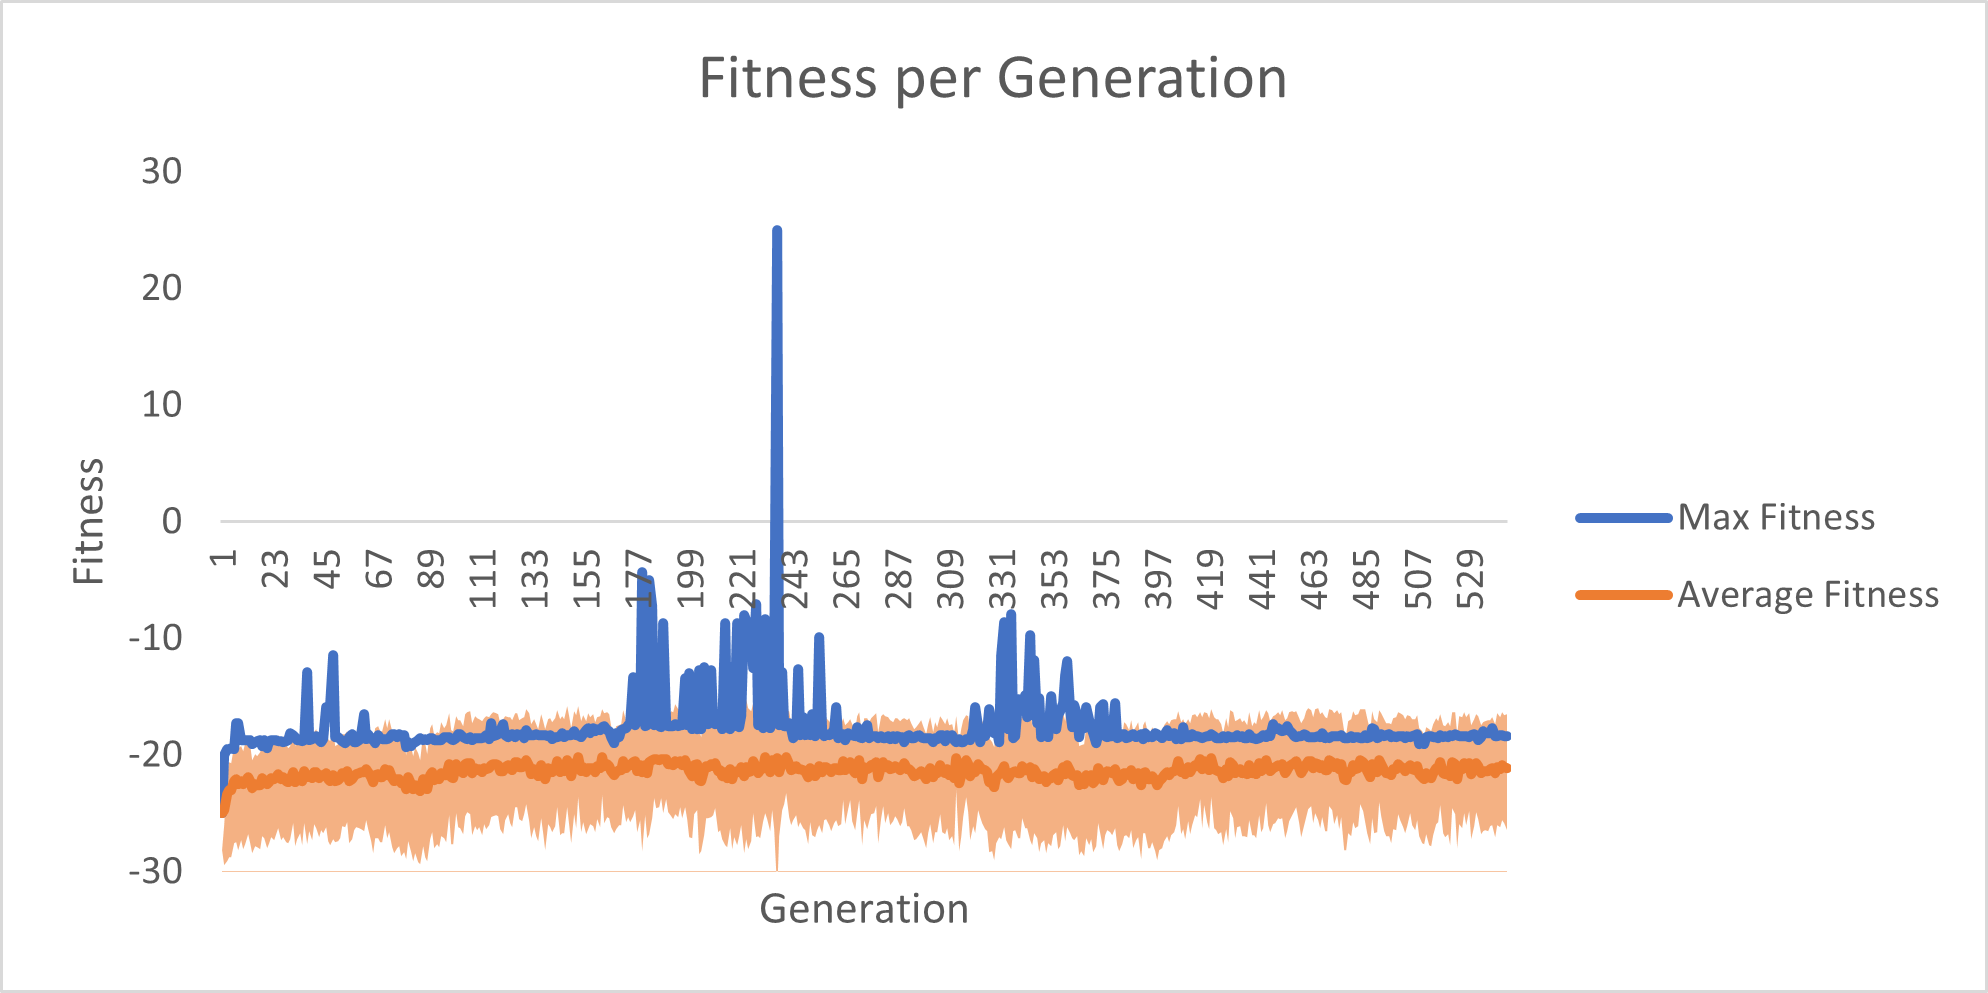 Fitness per Generation
30
20
10
0
-10
-20
-30
Fitness
1 23 45 67 89 111 133 155 177 199 221 243 265 287 309 331 353 375 397 419 441 463 485 507 529
Generation
Max Fitness
Average Fitness